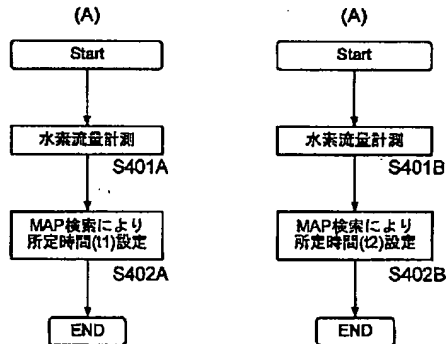 (A)
Start
水素流量計測
S401A
MAP検索により
所定時間(t1)設定
S402A
END
(A)
Start
水素流量計測
S401B
MAP検索により
所定時間(t2)設定
S402B
END